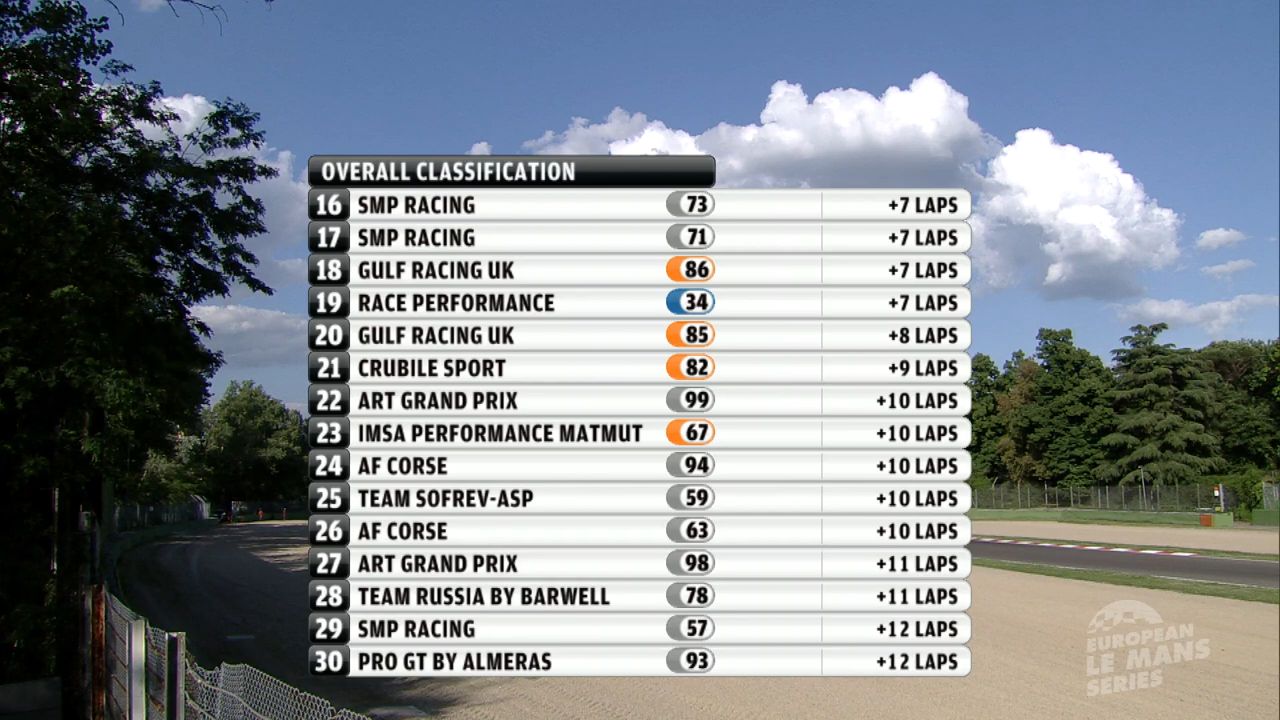 OVERALL CLASSIFICATION
16 SMP RACING 73 +7 LAPS
17 SMP RACING 71 +7 LAPS
18 GULF RACING UK 86 +7 LAPS
19 RACE PERFORMANCE 34 +7 LAPS
20 GULF RACING UK 85 +8 LAPS
21 CRUBILE SPORT 82 +9 LAPS
22 ART GRAND PRIX 99 +10 LAPS
23 IMSA PERFORMANCE MATMUT 67 +10 LAPS
24 AF CORSE 94 +10 LAPS
25 TEAM SOFREV-ASP 59 +10 LAPS
26 AF CORSE 63 +10 LAPS
27 ART GRAND PRIX 98 +11 LAPS
28 TEAM RUSSIA BY BARWELL 78 +11 LAPS
29 SMP RACING 57 +12 LAPS
30 PRO GT BY ALMERAS 93 +12 LAPS
EUROPEAN
LE MANS
SERIES